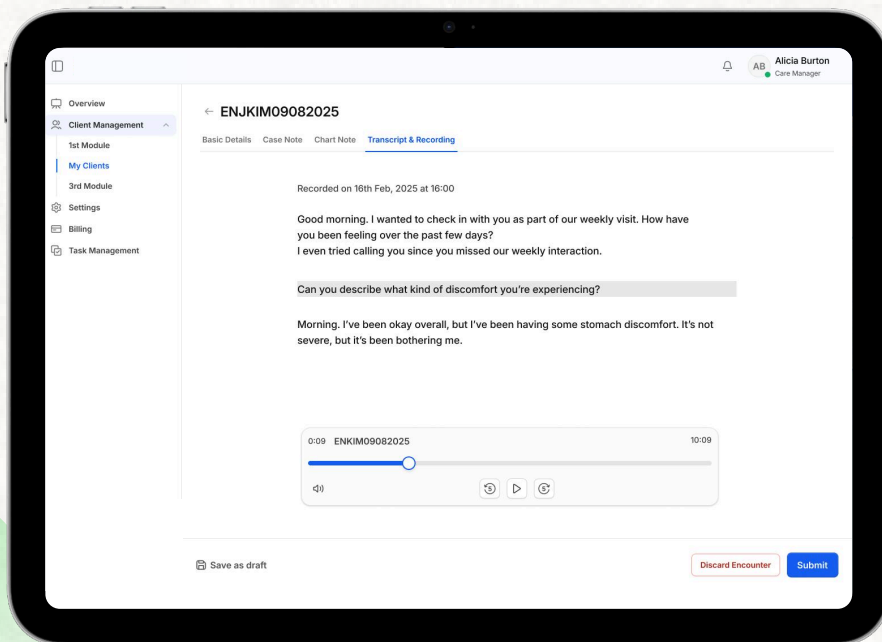 AB
Alicia Burton
Care Manager
Overview
Client Management
1st Module
My Clients
3rd Module
Settings
Billing
Task Management
← ENJKIM09082025
Basic Details Case Note Chart Note Transcript & Recording
Recorded on 16th Feb, 2025 at 16:00
Good morning. I wanted to check in with you as part of our weekly visit. How have
you been feeling over the past few days?
I even tried calling you since you missed our weekly interaction.
Can you describe what kind of discomfort you're experiencing?
Morning. I've been okay overall, but I've been having some stomach discomfort. It's not
severe, but it's been bothering me.
0:09 ENKIM09082025 10:09
5 5
Save as draft
Discard Encounter
Submit